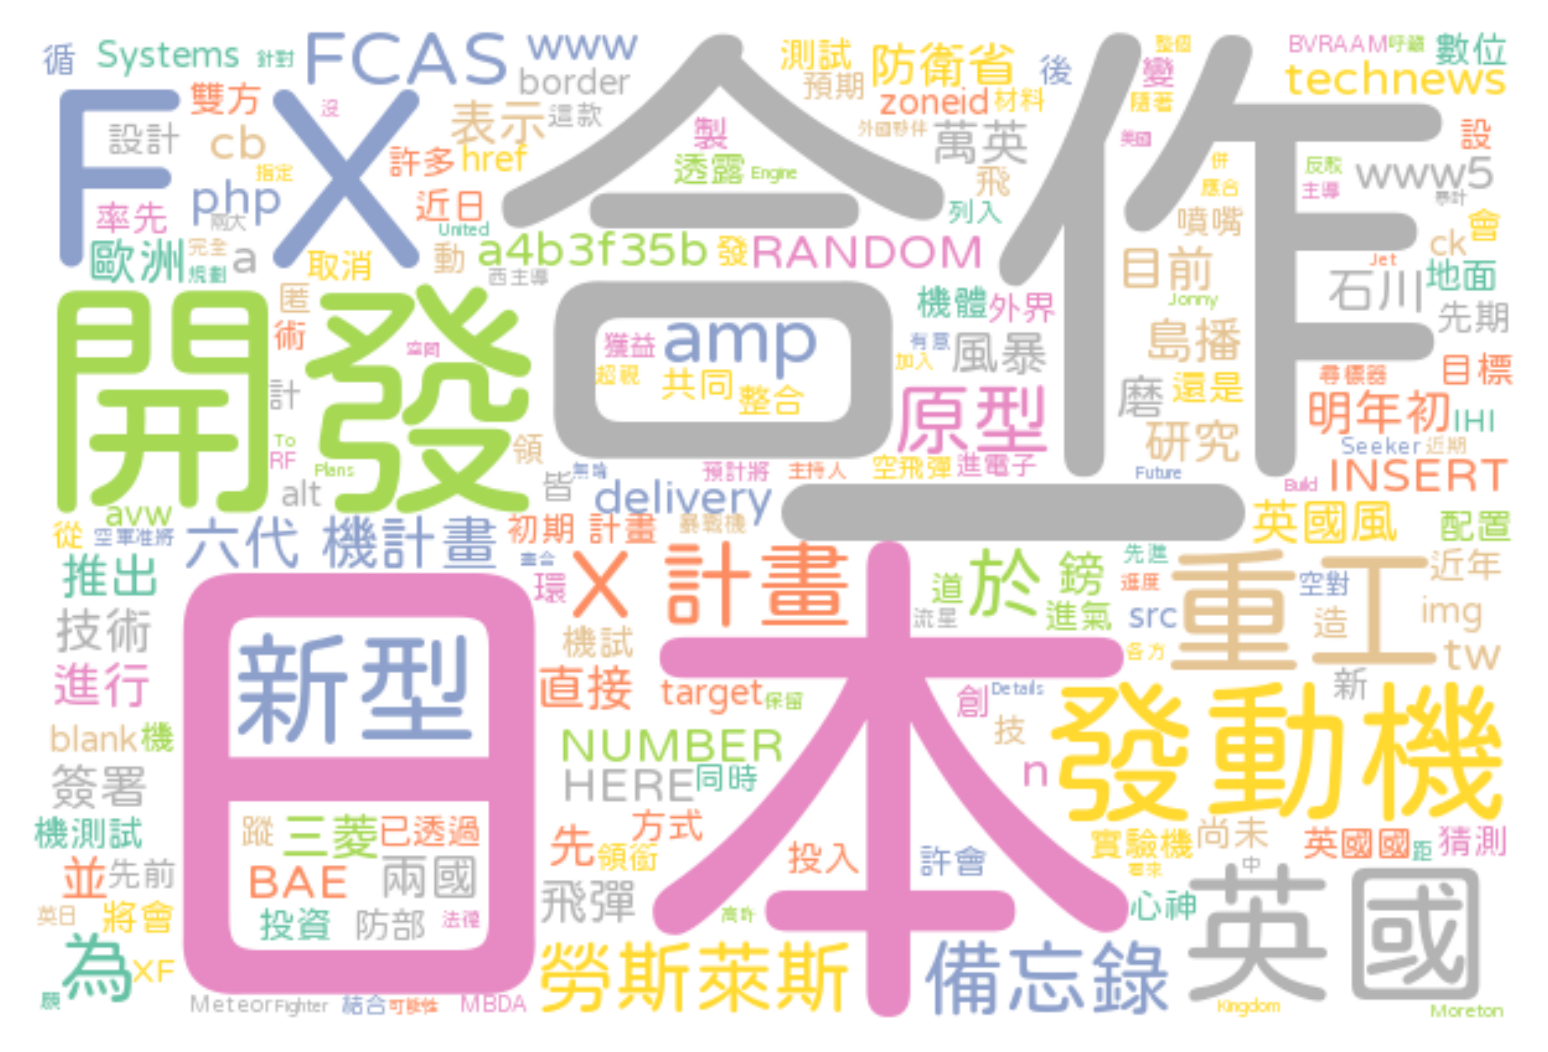 循 Systems 針對 FCAS www
border
測試 防衛省 後 整個
BVRAAM 呼籲 數位
technews
雙方 沒 表示 這款
預期 zoneid 材料 變 隨著
FX 合作
設計 cb 指定 許多 href
製 透露 Engine
外國夥伴 萬英 美國
設
php 兩大 近日 United
飛 列入
併 應合 噴嘴
反艦 主導 www5
會
率先 歐洲 完全 規劃 a 取消 動
a4b3f35b 發 RANDOM
西主導
目前 Jonny
ck Jet 地面
石川 先期
匿 術 計
開發
機體 外界
獲益 amp 超視 共同 整合
有意 加入 風暴
島播
磨 還是
尋標器 目標
原型
明年初 IHI
研究
Seeker 近期
To RF Plans 領
皆 無論
預計將 主持人 空飛彈 進電子
Future Build INSERT
alt avw
delivery 一
英國風 配置
從 空軍准將 六代 機計畫 初期 計畫 暴戰機
推出
環 X 計畫
道 於 鎊 先進 進度
流星 進氣 src
重工 空對 造
近年 img tw
技術
新型
機試
日本
各方 新
進行
直接 target 保留
創 Details
發動機
blank 機
NUMBER
技 n
簽署
HERE 同時
機測試
蹤 三菱 已透過
先 領銜 方式
投入 許會
實驗機 尚未 英國國 距 猜測
並 先前
BAE 兩國
飛彈
中
英日 將會
投資 防部
心神 英國
為 XF
勞斯萊斯 備忘錄
願
Meteor Fighter 結合 可能性 MBDA
Kingdom Moreton